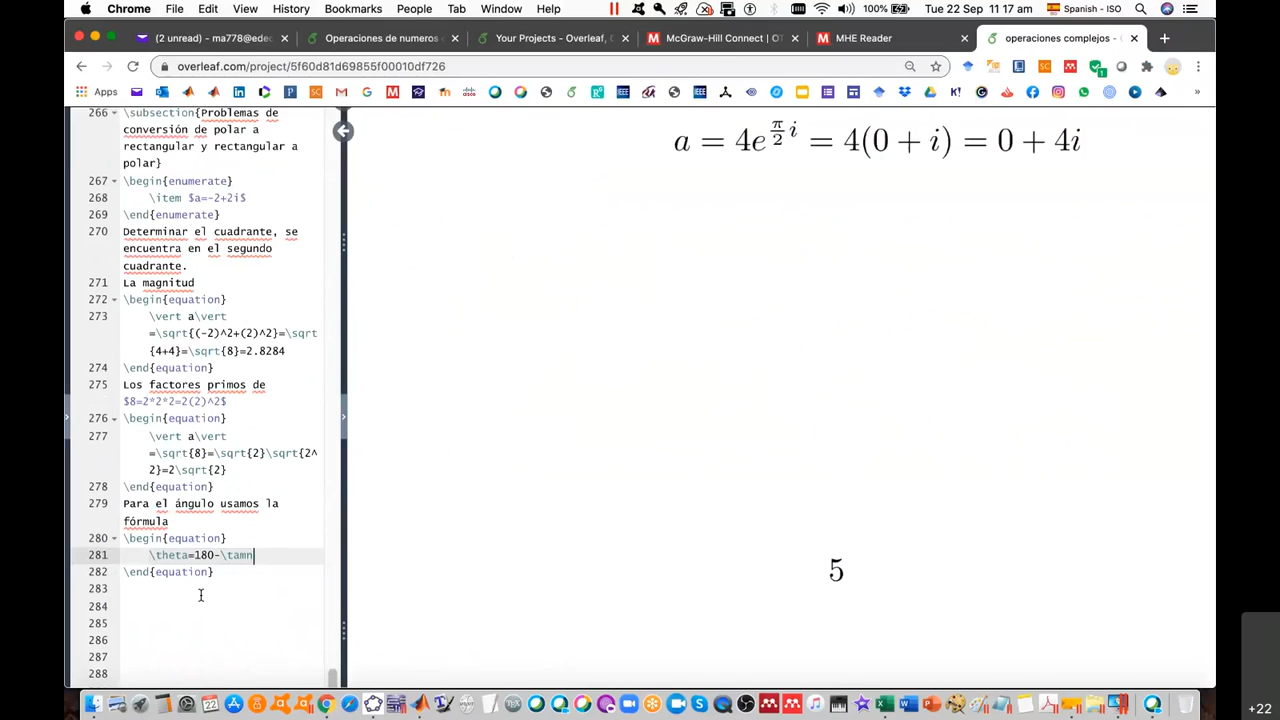 Chrome File Edit View History Bookmarks People Tab Window Help 100% Tue 22 Sep 11 17 am Spanish - ISO
(2 unread) - ma778@edec Operaciones de numeros Your Projects - Overleaf, McGraw-Hill Connect | OT MHE Reader operaciones complejos -
overleaf.com/project/5f60d81d69855f00010df726
Apps
266 \subsection{Problemas de
conversión de polar a
rectangular y rectangular a
polar}
267 \begin{enumerate}
268 \item $a=-2+2i$
269 \end{enumerate}
270 Determinar el cuadrante, se
encuentra en el segundo
cuadrante.
271 La magnitud
272 \begin{equation}
273 \vert a\vert
=\sqrt{(-2)^2+(2)^2}=\sqrt
{4+4}=\sqrt{8}=2.8284
274 \end{equation}
275 Los factores primos de
$8=2*2*2=2(2)^2$
276 \begin{equation}
277 \vert a\vert
=\sqrt{8}=\sqrt{2}\sqrt{2^
2}=2\sqrt{2}
278 \end{equation}
279 Para el ángulo usamos la
fórmula
280 \begin{equation}
281 \theta=180-\tamn
282 \end{equation}
283
284
285
286
287
288
a = 4e^{\frac{π}{2}i} = 4(0 + i) = 0 + 4i
5
+22